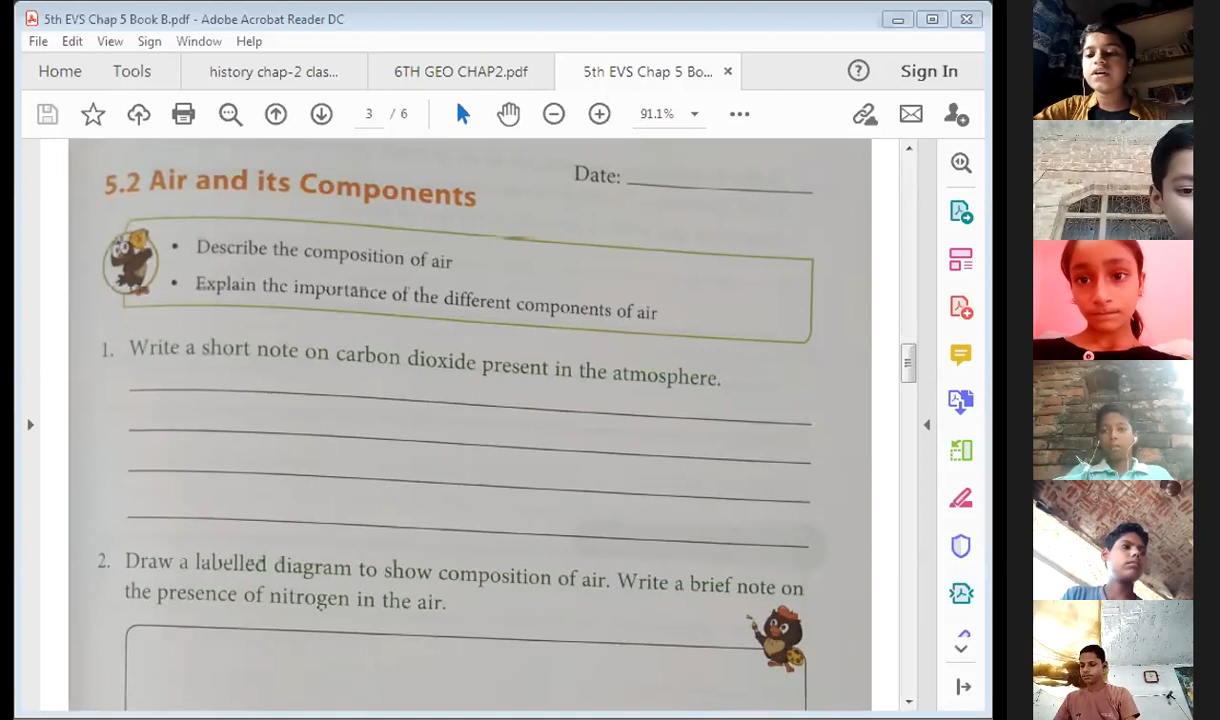 5th EVS Chap 5 Book B.pdf - Adobe Acrobat Reader DC
File Edit View Sign Window Help
Home Tools history chap-2 clas... 6TH GEO CHAP2.pdf 5th EVS Chap 5 Bo... × ? Sign In
3 / 6 91.1%
5.2 Air and its Components
Date:
• Describe the composition of air
• Explain the importance of the different components of air
1. Write a short note on carbon dioxide present in the atmosphere.
2. Draw a labelled diagram to show composition of air. Write a brief note on
the presence of nitrogen in the air.